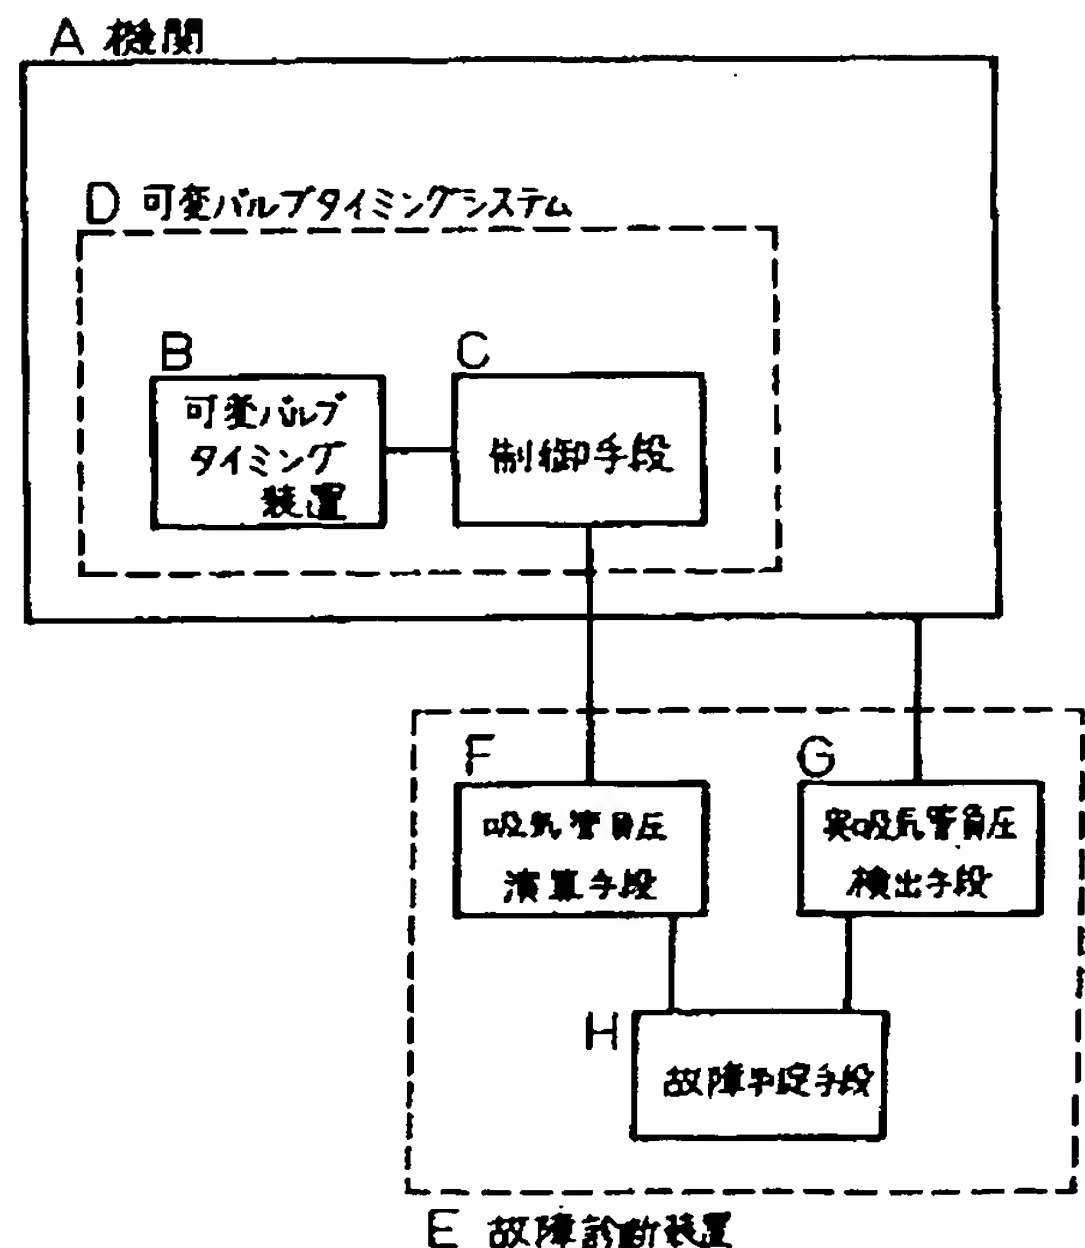 A 機関
D 可変バルブタイミングシステム
B
可変バルブ
タイミング
装置
C
制御手段
F
吸気管負圧
演算手段
G
実吸気管負圧
検出手段
H
故障判定手段
E 故障診断装置